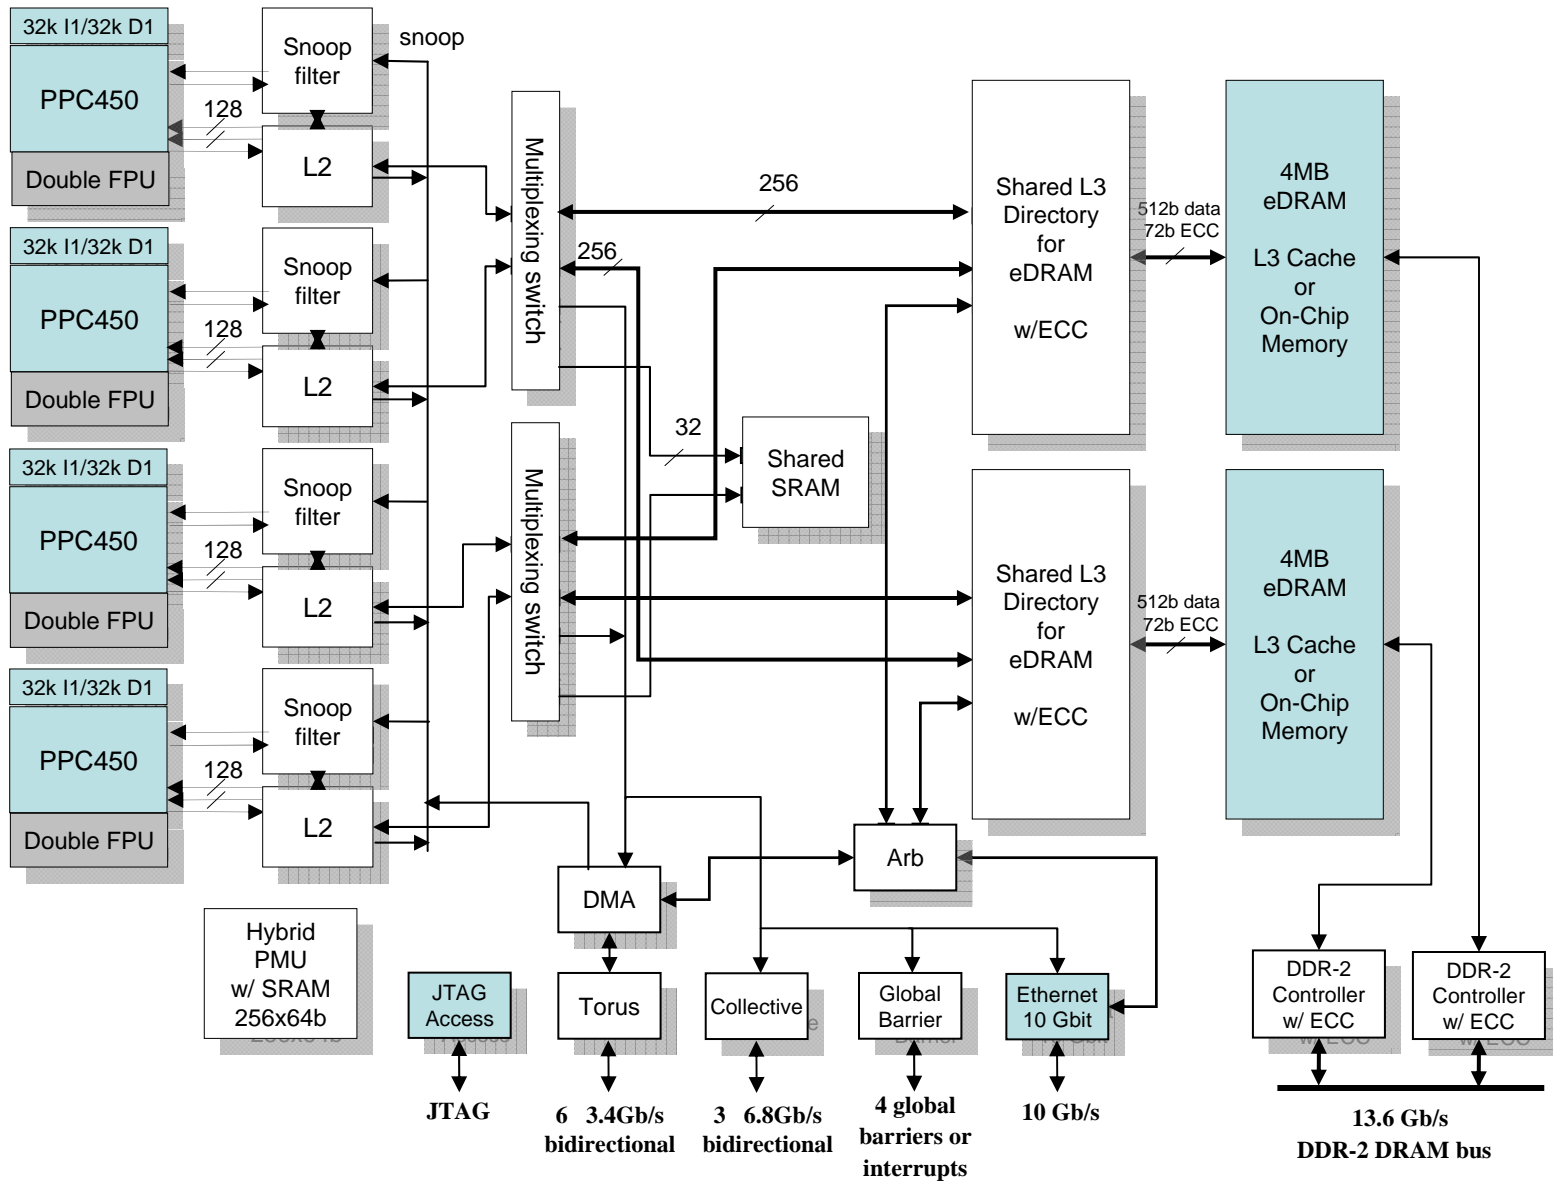 32k I1/32k D1
PPC450
Double FPU
128
Snoop
filter
L2
snoop
32k I1/32k D1
PPC450
Double FPU
128
Snoop
filter
L2
32k I1/32k D1
PPC450
Double FPU
128
Snoop
filter
L2
32k I1/32k D1
PPC450
Double FPU
128
Snoop
filter
L2
Multiplexing switch
Multiplexing switch
256
256
32
Shared
SRAM
Shared L3
Directory
for
eDRAM
w/ECC
512b data
72b ECC
4MB
eDRAM
L3 Cache
or
On-Chip
Memory
Shared L3
Directory
for
eDRAM
w/ECC
512b data
72b ECC
4MB
eDRAM
L3 Cache
or
On-Chip
Memory
Arb
DMA
Hybrid
PMU
w/ SRAM
256x64b
JTAG
Access
Torus
Collective
Global
Barrier
Ethernet
10 Gbit
DDR-2
Controller
w/ ECC
DDR-2
Controller
w/ ECC
JTAG
6 3.4Gb/s
bidirectional
3 6.8Gb/s
bidirectional
4 global
barriers or
interrupts
10 Gb/s
13.6 Gb/s
DDR-2 DRAM bus